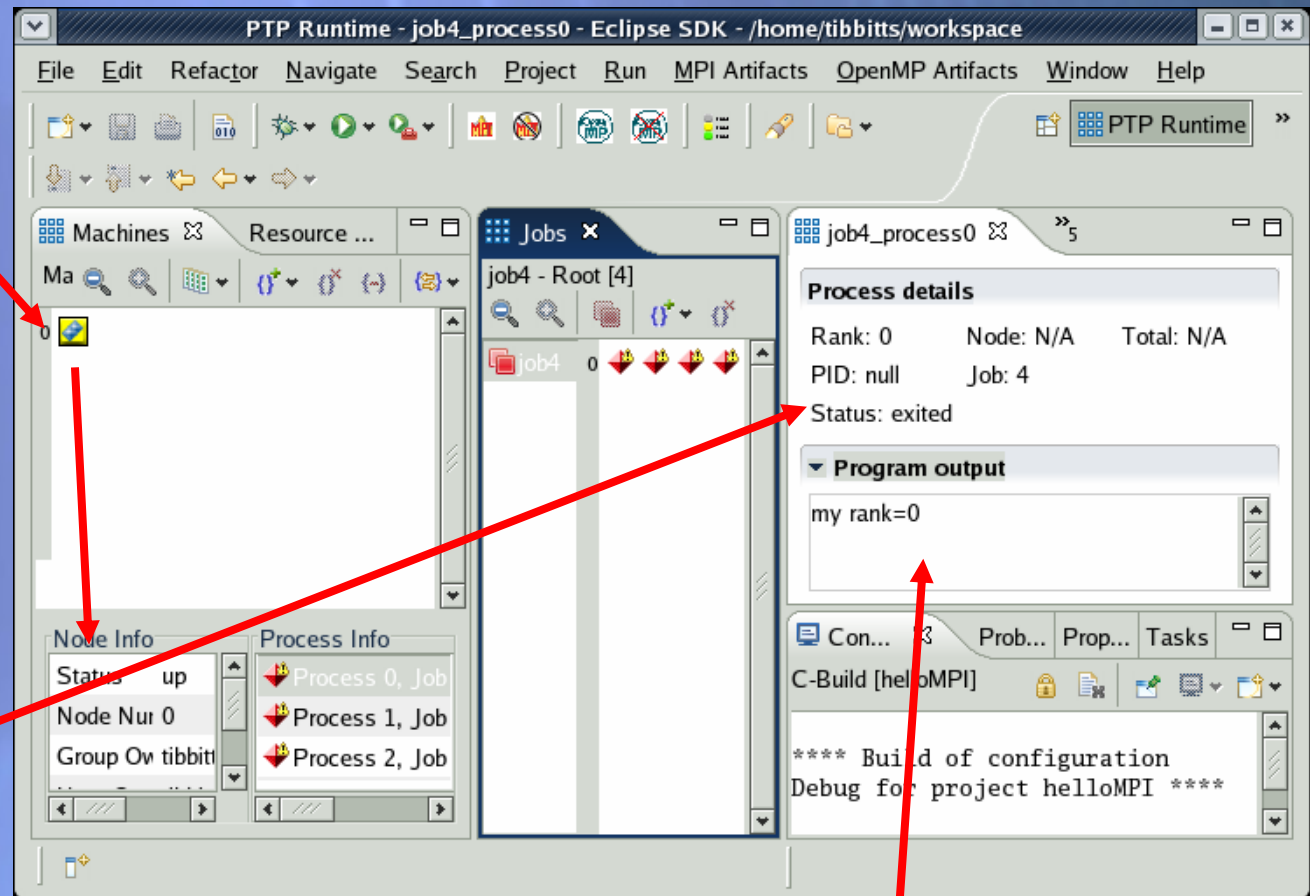 PTP Runtime - job4_process0 - Eclipse SDK - /home/tibbitts/workspace
File Edit Refactor Navigate Search Project Run MPI Artifacts OpenMP Artifacts Window Help
010 MPI PTP Runtime »
Machines Resource ...
Ma
0
Node Info
Status up
Node Nur 0
Group Ow tibbitt
Process Info
Process 0, Job
Process 1, Job
Process 2, Job
Jobs
job4 - Root [4]
job4 0
job4_process0 »5
Process details
Rank: 0 Node: N/A Total: N/A
PID: null Job: 4
Status: exited
Program output
my rank=0
Con... Prob... Prop... Tasks
C-Build [helloMPI]
**** Build of configuration
Debug for project helloMPI ****